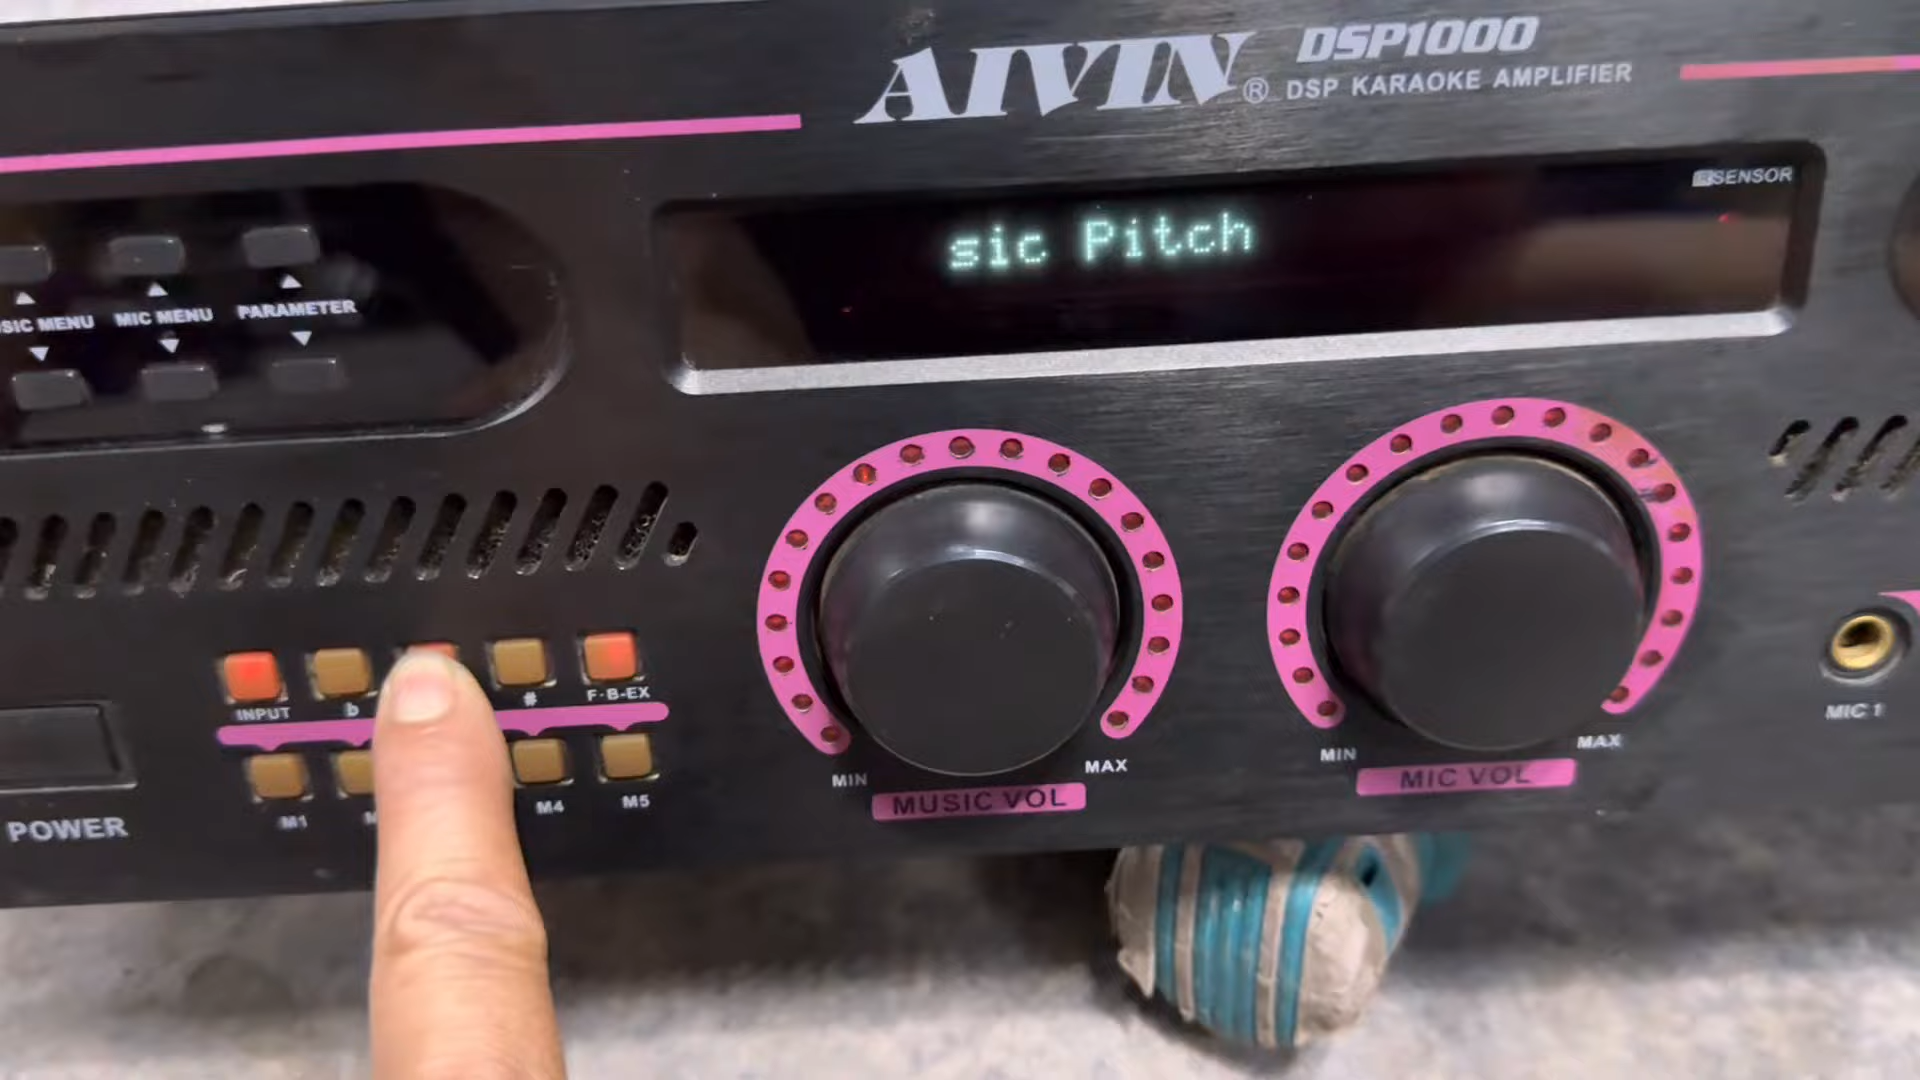 AIVIN ® DSP1000
DSP KARAOKE AMPLIFIER
SENSOR
sic Pitch
SIC MENU MIC MENU PARAMETER
INPUT b # F·B-EX
M1 M M4 M5
POWER
MIN MAX
MUSIC VOL
MIN MAX
MIC VOL
MIC 1